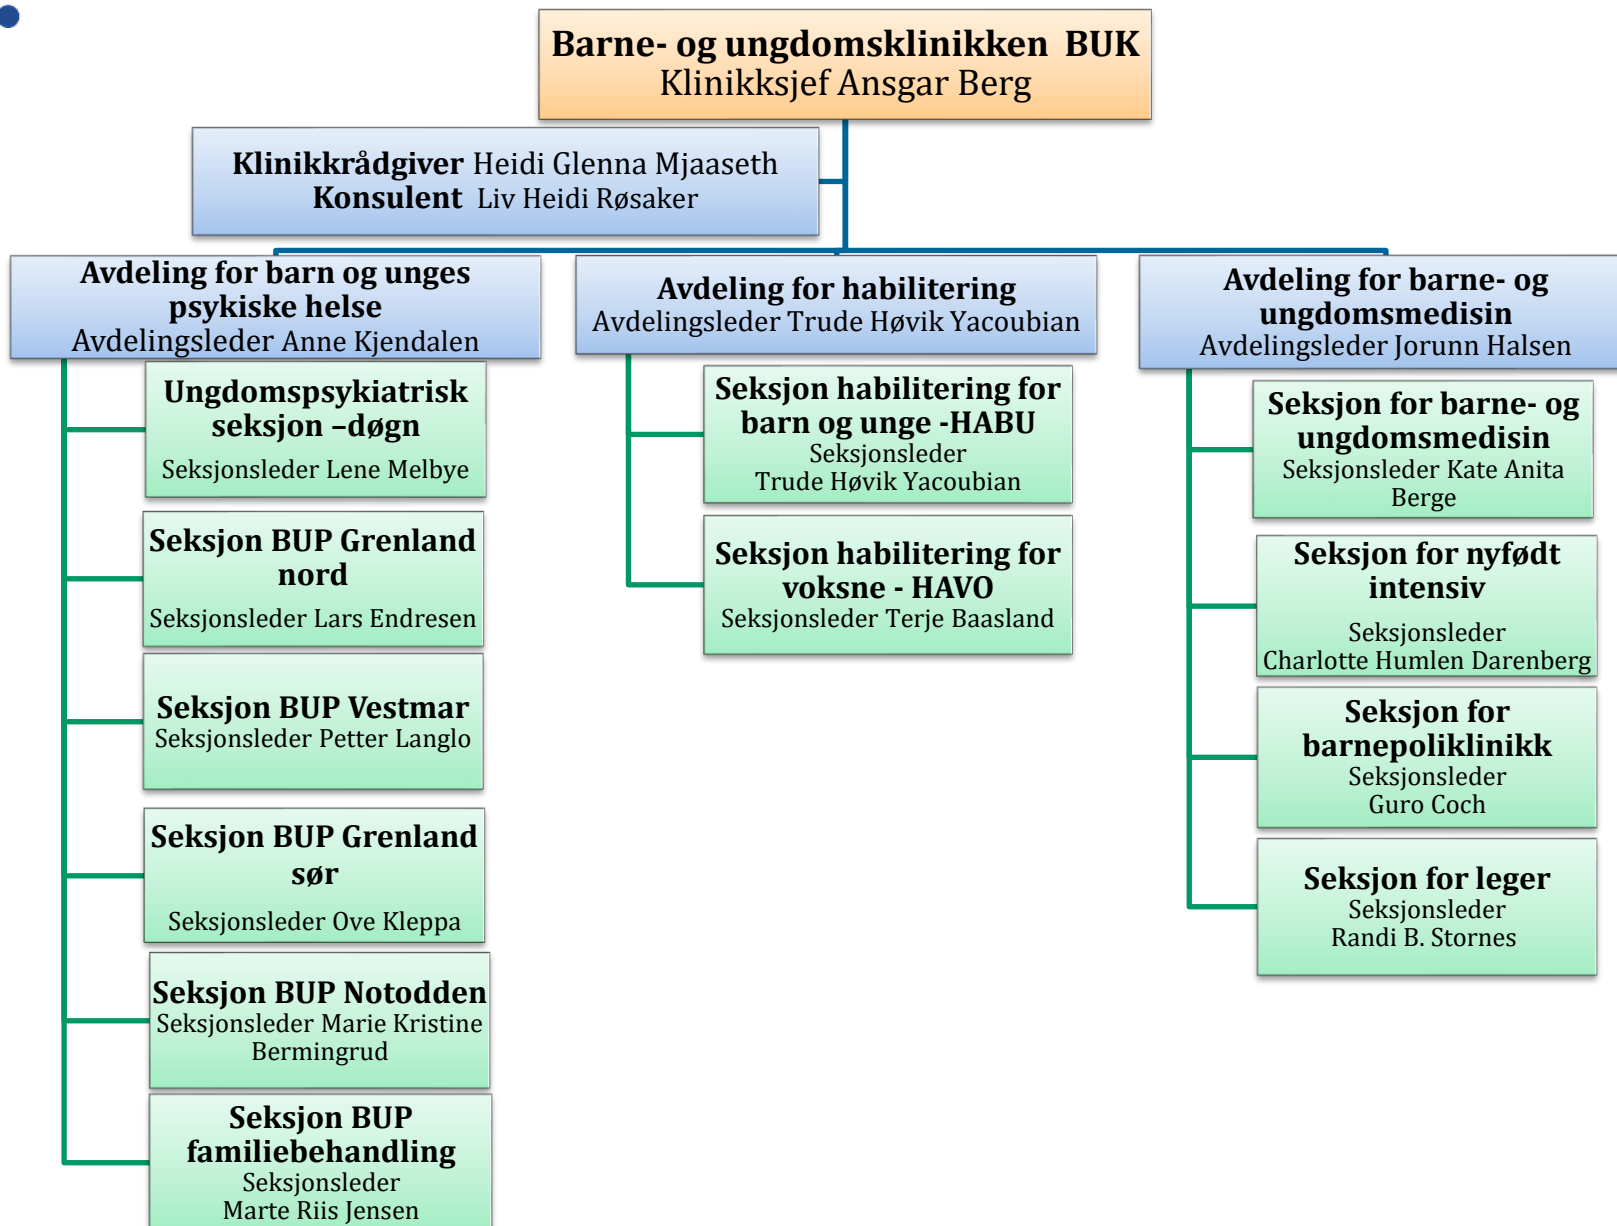 Barne- og ungdomsklinikken  BUK
Klinikksjef Ansgar Berg
Klinikkrådgiver Heidi Glenna Mjaaseth
Konsulent  Liv Heidi Røsaker
Avdeling for barn og unges
psykiske helse
Avdelingsleder Anne Kjendalen
Ungdomspsykiatrisk
seksjon –døgn
Seksjonsleder Lene Melbye
Seksjon BUP Grenland
nord
Seksjonsleder Lars Endresen
Seksjon BUP Vestmar
Seksjonsleder Petter Langlo
Seksjon BUP Grenland
sør
Seksjonsleder Ove Kleppa
Seksjon BUP Notodden
Seksjonsleder Marie Kristine
Bermingrud
Seksjon BUP
familiebehandling
Seksjonsleder
Marte Riis Jensen
Avdeling for habilitering
Avdelingsleder Trude Høvik Yacoubian
Seksjon habilitering for
barn og unge -HABU
Seksjonsleder
Trude Høvik Yacoubian
Seksjon habilitering for
voksne - HAVO
Seksjonsleder Terje Baasland
Avdeling for barne- og
ungdomsmedisin
Avdelingsleder Jorunn Halsen
Seksjon for barne- og
ungdomsmedisin
Seksjonsleder Kate Anita
Berge
Seksjon for nyfødt
intensiv
Seksjonsleder
Charlotte Humlen Darenberg
Seksjon for
barnepoliklinikk
Seksjonsleder
Guro Coch
Seksjon for leger
Seksjonsleder
Randi B. Stornes